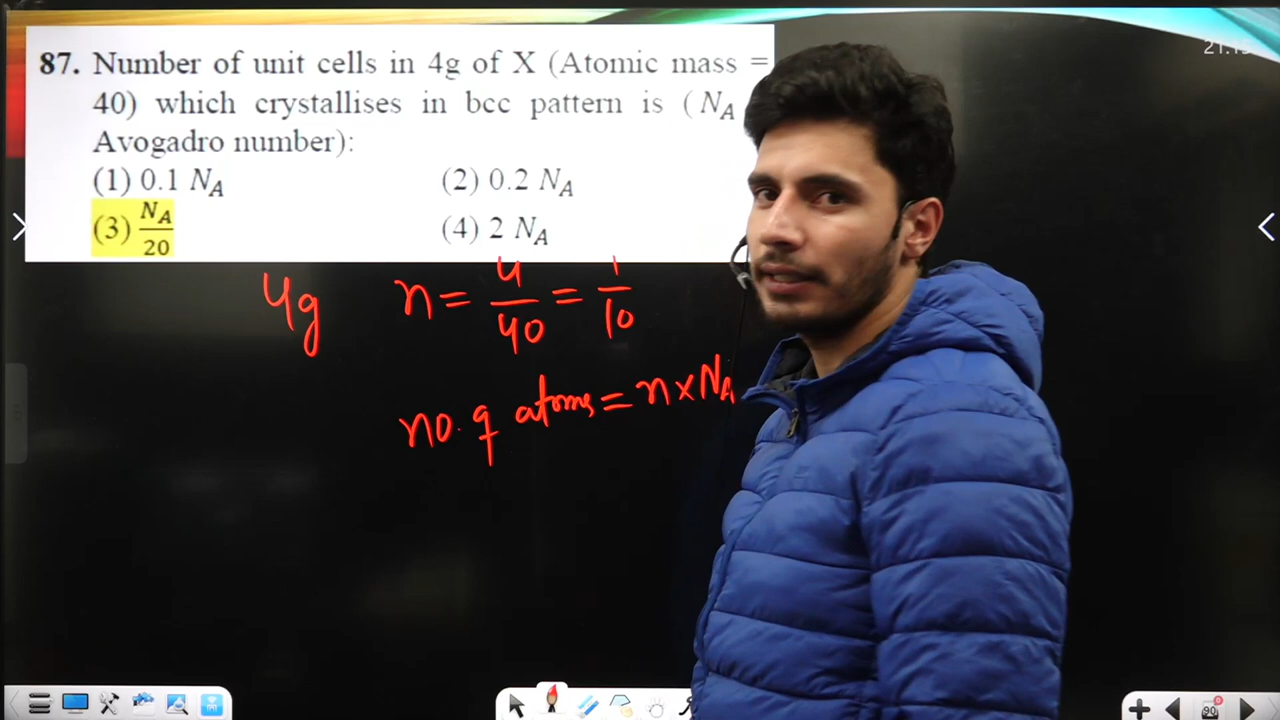 87. Number of unit cells in 4g of X (Atomic mass =
40) which crystallises in bcc pattern is (N_A
Avogadro number):
(1) 0.1 N_A (2) 0.2 N_A
(3) N_A/20 (4) 2 N_A
4g n = 4/40 = 1/10
no. of atoms = n×N_A
90